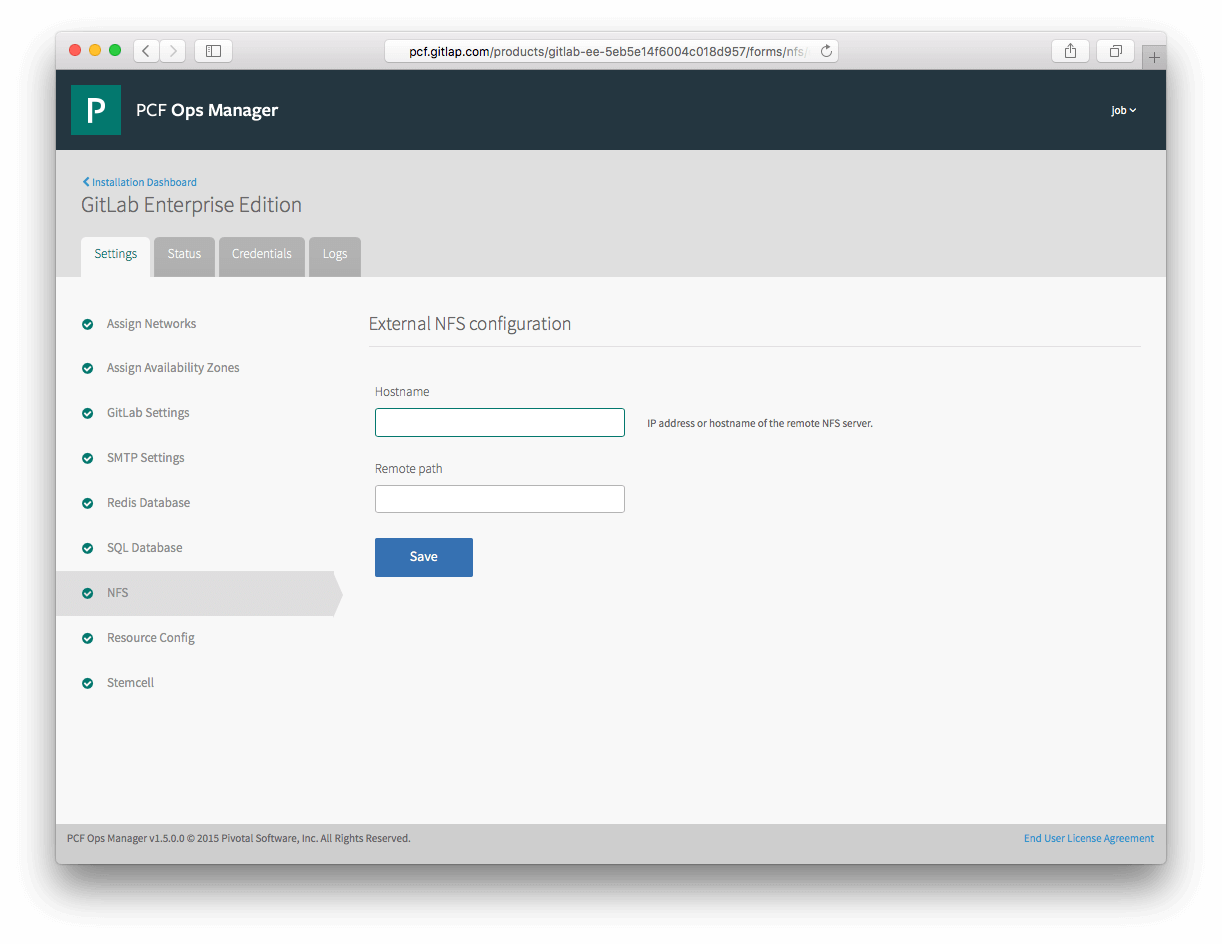 pcf.gitlap.com/products/gitlab-ee-5eb5e14f6004c018d957/forms/nfs/
P
PCF Ops Manager
job
Installation Dashboard
GitLab Enterprise Edition
Settings
Status
Credentials
Logs
Assign Networks
Assign Availability Zones
GitLab Settings
SMTP Settings
Redis Database
SQL Database
NFS
Resource Config
Stemcell
External NFS configuration
Hostname
IP address or hostname of the remote NFS server.
Remote path
Save
PCF Ops Manager v1.5.0.0 © 2015 Pivotal Software, Inc. All Rights Reserved.
End User License Agreement